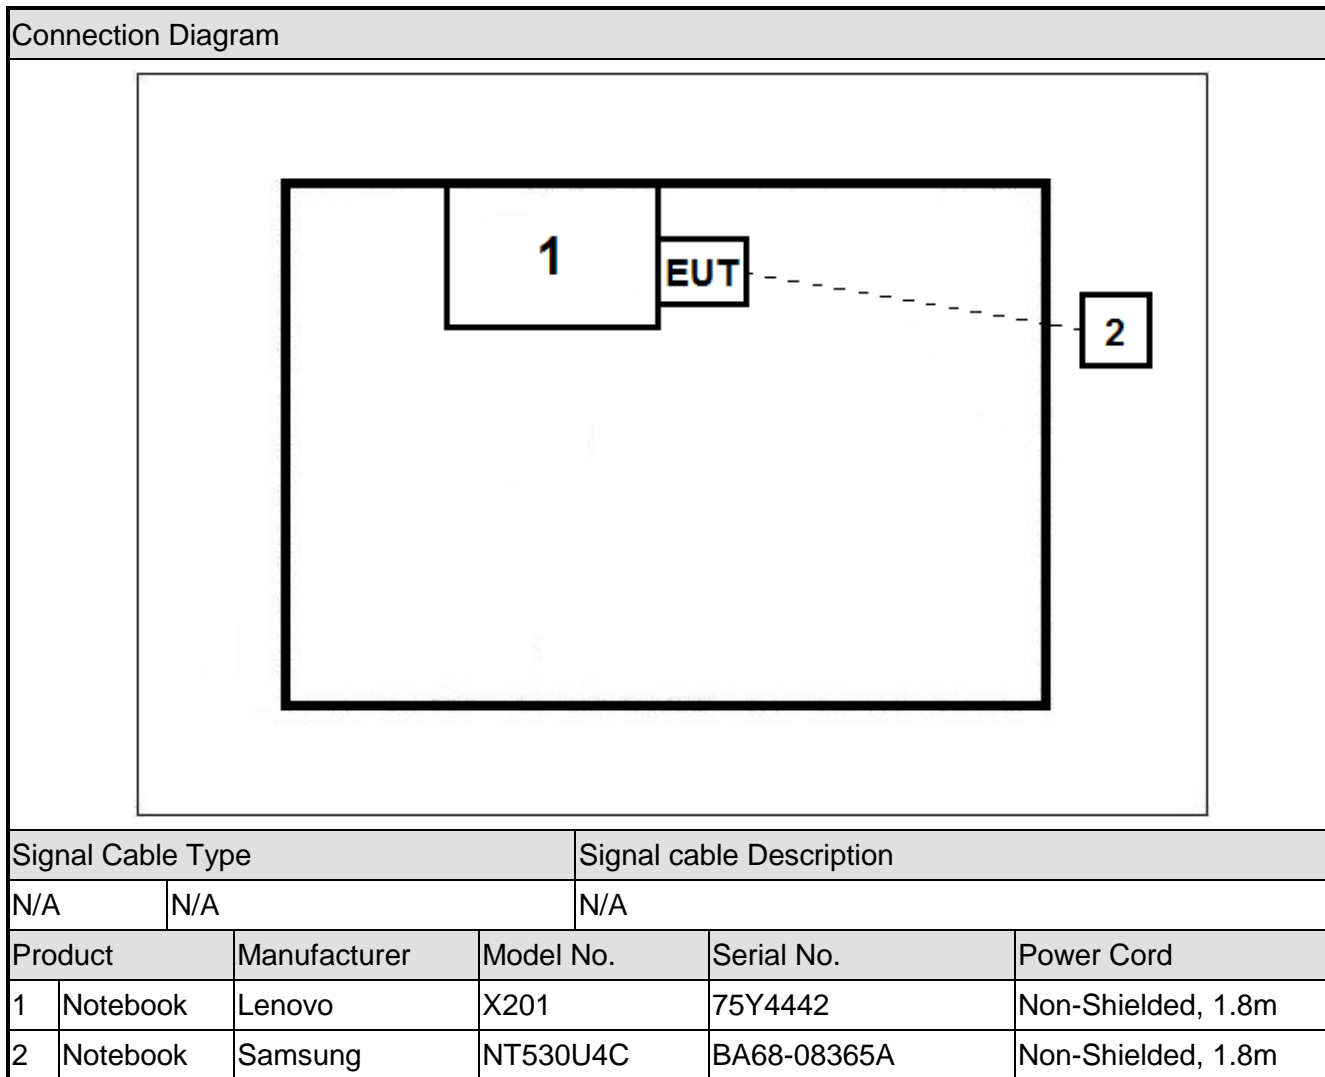 Connection Diagram
1
EUT
2
Signal Cable Type Signal cable Description
N/A N/A N/A
Product Manufacturer Model No. Serial No. Power Cord
1 Notebook Lenovo X201 75Y4442 Non-Shielded, 1.8m
2 Notebook Samsung NT530U4C BA68-08365A Non-Shielded, 1.8m